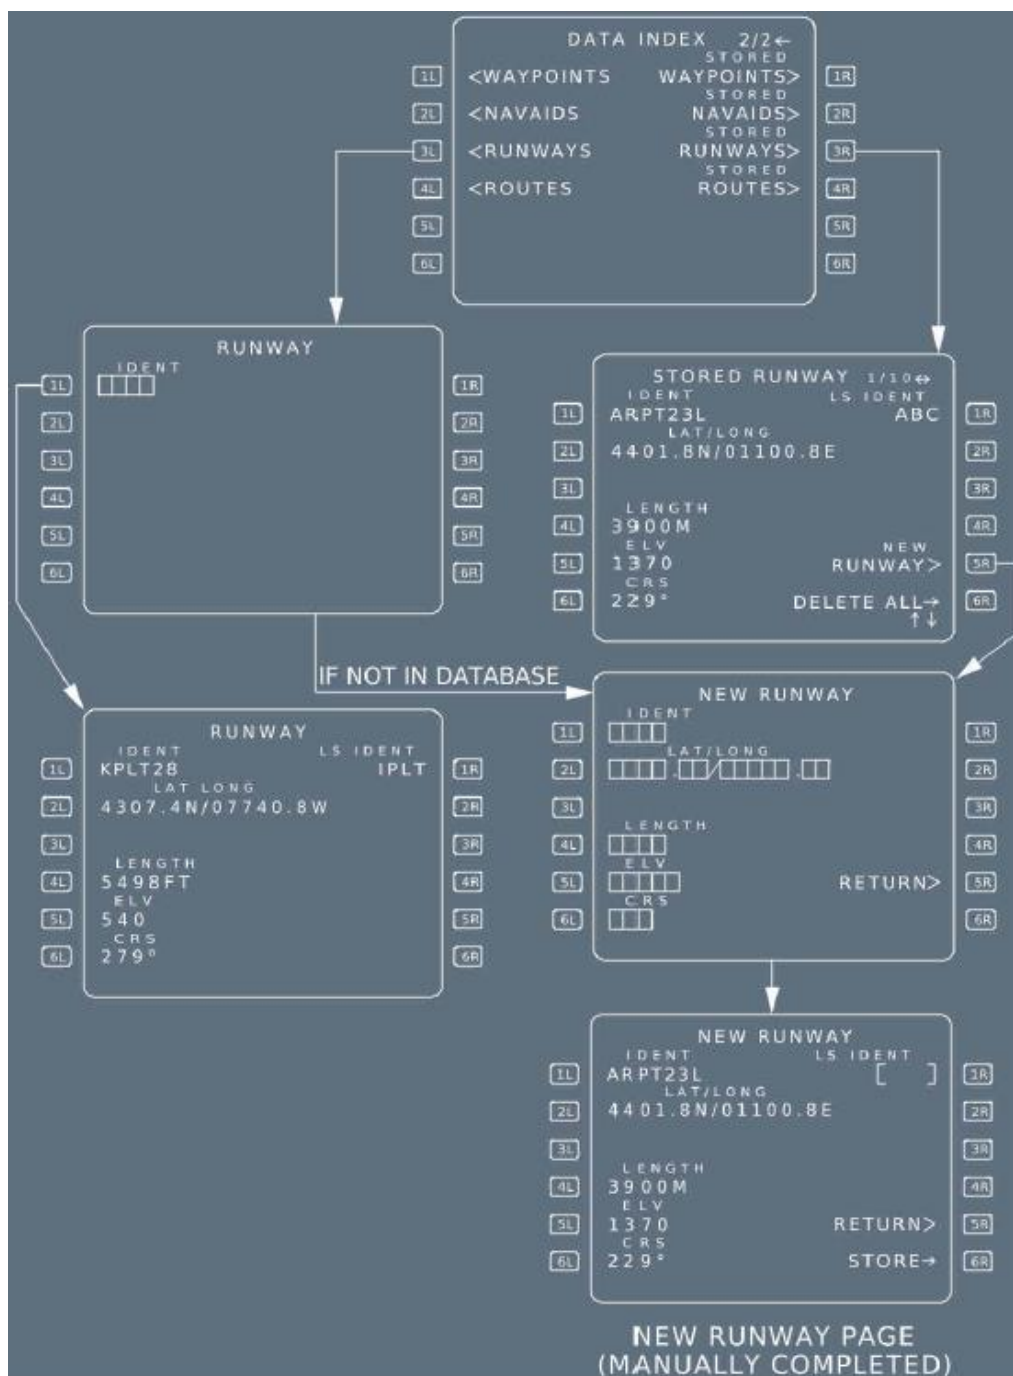 DATA INDEX 2/2←
STORED
1L <WAYPOINTS WAYPOINTS> 1R
STORED
2L <NAVAIDS NAVAIDS> 2R
STORED
3L <RUNWAYS RUNWAYS> 3R
STORED
4L <ROUTES ROUTES> 4R
5L 5R
6L 6R
RUNWAY
IDENT
1L 1R
2L 2R
3L 3R
4L 4R
5L 5R
6L 6R
STORED RUNWAY 1/10↔
IDENT LS IDENT
1L ARPT23L ABC 1R
LAT/LONG
2L 4401.8N/01100.8E 2R
3L 3R
LENGTH
4L 3900M 4R
ELV NEW
5L 1370 RUNWAY> 5R
CRS
6L 229° DELETE ALL→ 6R
↑↓
IF NOT IN DATABASE
RUNWAY
IDENT LS IDENT
1L KPLT28 IPLT 1R
LAT LONG
2L 4307.4N/07740.8W 2R
3L 3R
LENGTH
4L 5498FT 4R
ELV
5L 540 5R
CRS
6L 279° 6R
NEW RUNWAY
IDENT
1L 1R
LAT/LONG
2L . / . 2R
3L 3R
LENGTH
4L 4R
ELV
5L RETURN> 5R
CRS
6L 6R
NEW RUNWAY
IDENT LS IDENT
1L ARPT23L [ ] 1R
LAT/LONG
2L 4401.8N/01100.8E 2R
3L 3R
LENGTH
4L 3900M 4R
ELV
5L 1370 RETURN> 5R
CRS
6L 229° STORE→ 6R
NEW RUNWAY PAGE
(MANUALLY COMPLETED)